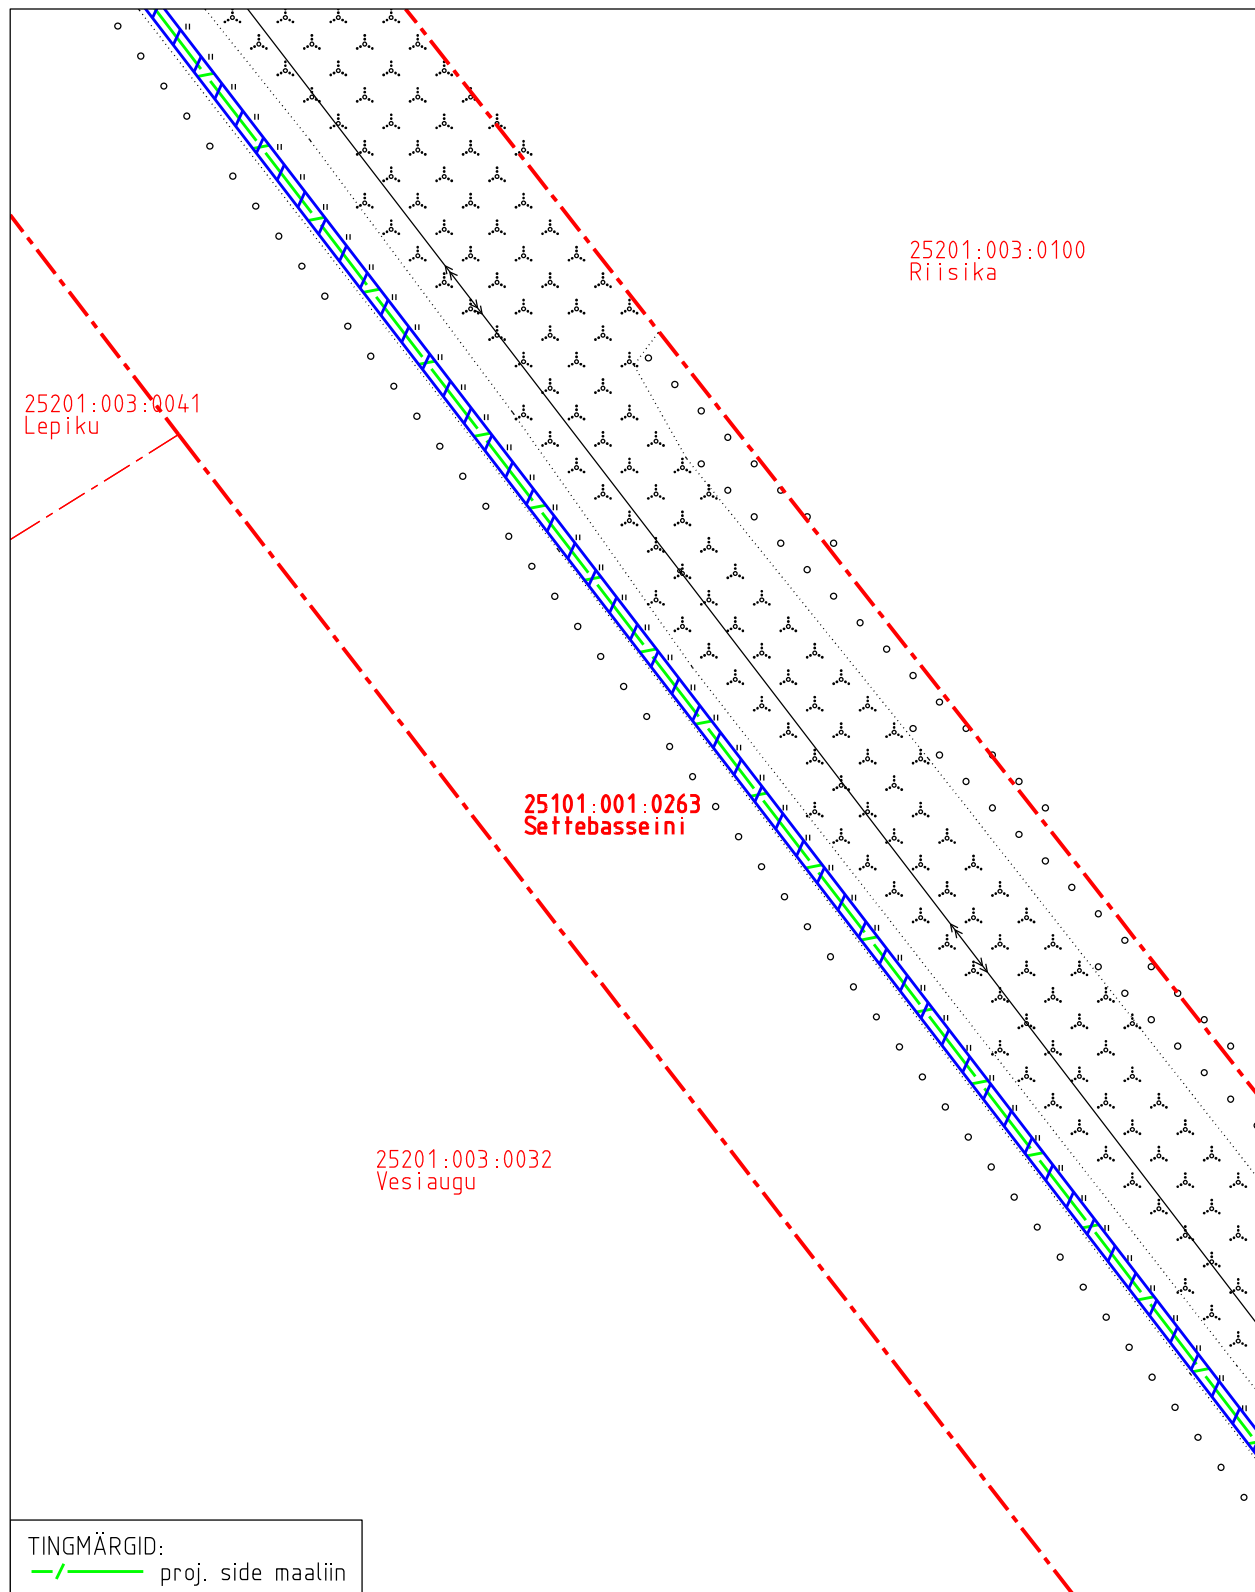 25201:003:0100
Riisika
25201:003:0041
Lepiku
25101:001:0263
Settebasseini
25201:003:0032
Vesiaugu
TINGMÄRGID:
proj. side maaliin